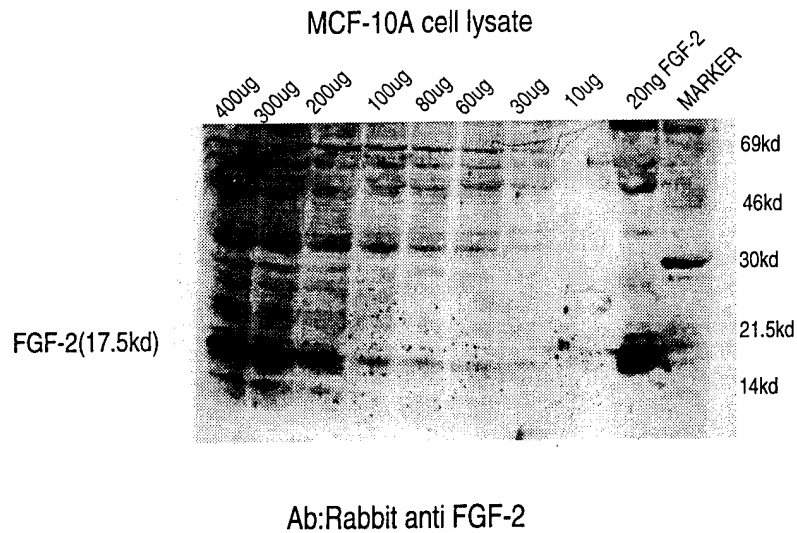 MCF-10A cell lysate
400ug 300ug 200ug 100ug 80ug 60ug 30ug 10ug 20ng FGF-2 MARKER
69kd
46kd
30kd
21.5kd
FGF-2(17.5kd)
14kd
Ab:Rabbit anti FGF-2